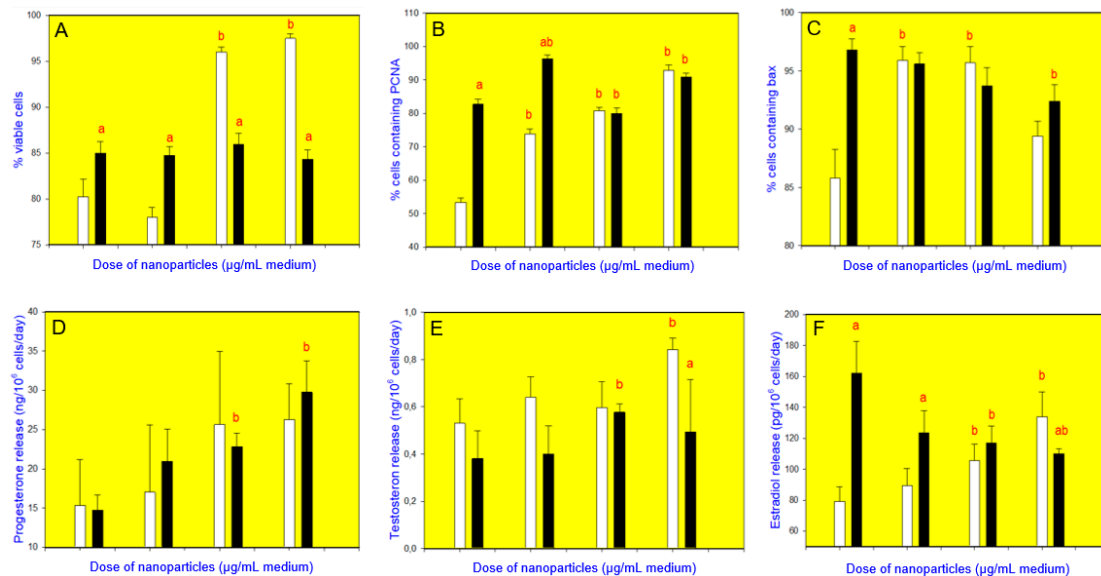 A
% viable cells
100
95
90
85
80
75
a
a
b
a
b
a
Dose of nanoparticles (µg/mL medium)
B
% cells containing PCNA
110
100
90
80
70
60
50
40
a
b
ab
b
b
b
b
Dose of nanoparticles (µg/mL medium)
C
% cells containing bax
100
95
90
85
80
a
b
b
b
Dose of nanoparticles (µg/mL medium)
D
Progesterone release (ng/10⁶ cells/day)
40
35
30
25
20
15
10
b
b
Dose of nanoparticles (µg/mL medium)
E
Testosteron release (ng/10⁶ cells/day)
1,0
0,8
0,6
0,4
0,2
0,0
b
b
a
Dose of nanoparticles (µg/mL medium)
F
Estradiol release (pg/10⁶ cells/day)
200
180
160
140
120
100
80
60
a
a
b
b
b
ab
Dose of nanoparticles (µg/mL medium)